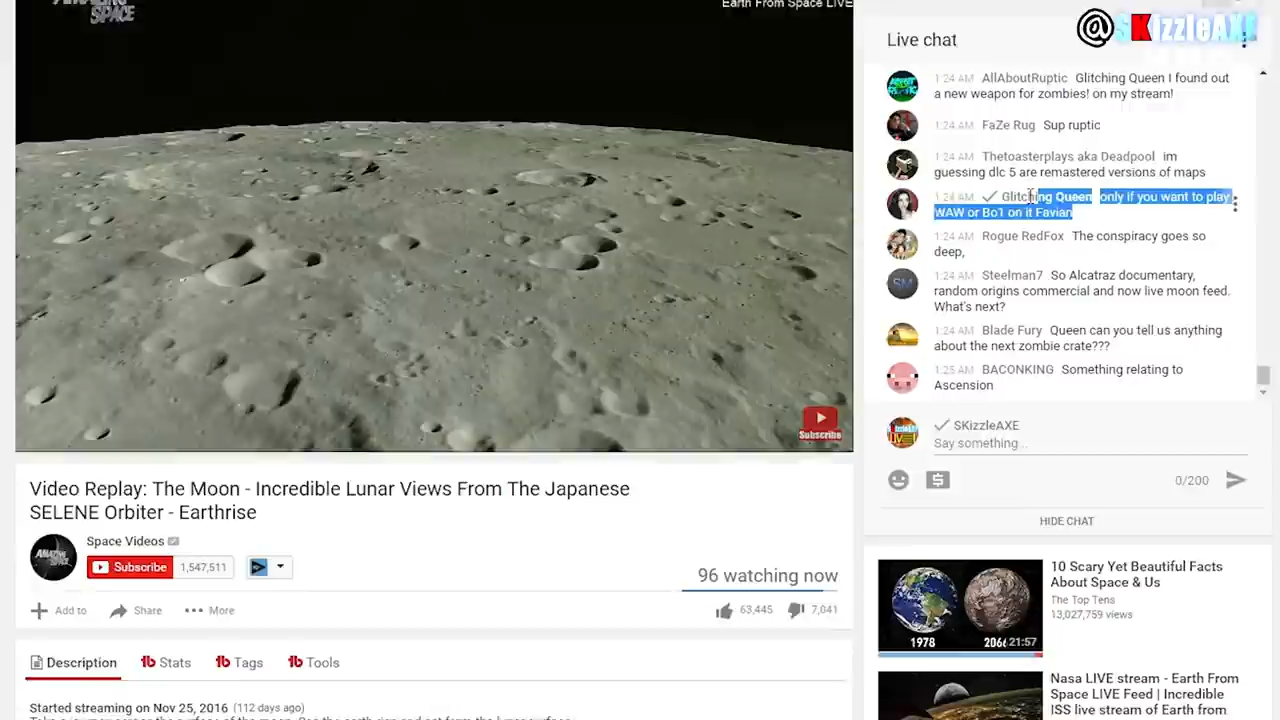 AMAZING
SPACE
Earth From Space LIVE
@SKizzleAXE
Live chat
1:24 AM AllAboutRuptic Glitching Queen I found out
a new weapon for zombies! on my stream!
1:24 AM FaZe Rug Sup ruptic
1:24 AM Thetoasterplays aka Deadpool im
guessing dlc 5 are remastered versions of maps
1:24 AM Glitching Queen only if you want to play
WAW or Bo1 on it Favian
1:24 AM Rogue RedFox The conspiracy goes so
deep,
SM
1:24 AM Steelman7 So Alcatraz documentary,
random origins commercial and now live moon feed.
What's next?
1:24 AM Blade Fury Queen can you tell us anything
about the next zombie crate???
1:25 AM BACONKING Something relating to
Ascension
SKizzleAXE
Say something...
0/200
HIDE CHAT
Subscribe
Video Replay: The Moon - Incredible Lunar Views From The Japanese
SELENE Orbiter - Earthrise
AMAZING
SPACE
Space Videos
Subscribe 1,547,511
96 watching now
Add to Share More
63,445 7,041
Description Stats Tags Tools
Started streaming on Nov 25, 2016 (112 days ago)
10 Scary Yet Beautiful Facts
About Space & Us
The Top Tens
13,027,759 views
1978 2066 21:57
Nasa LIVE stream - Earth From
Space LIVE Feed | Incredible
ISS live stream of Earth from